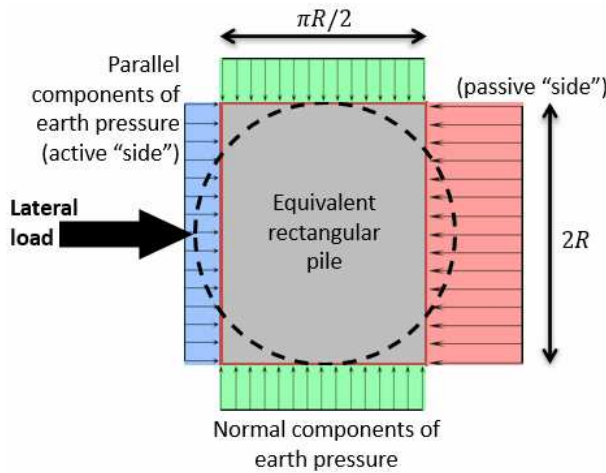 πR/2
Parallel
components of
earth pressure
(active “side”)
(passive “side”)
Lateral
load
Equivalent
rectangular
pile
2R
Normal components of
earth pressure